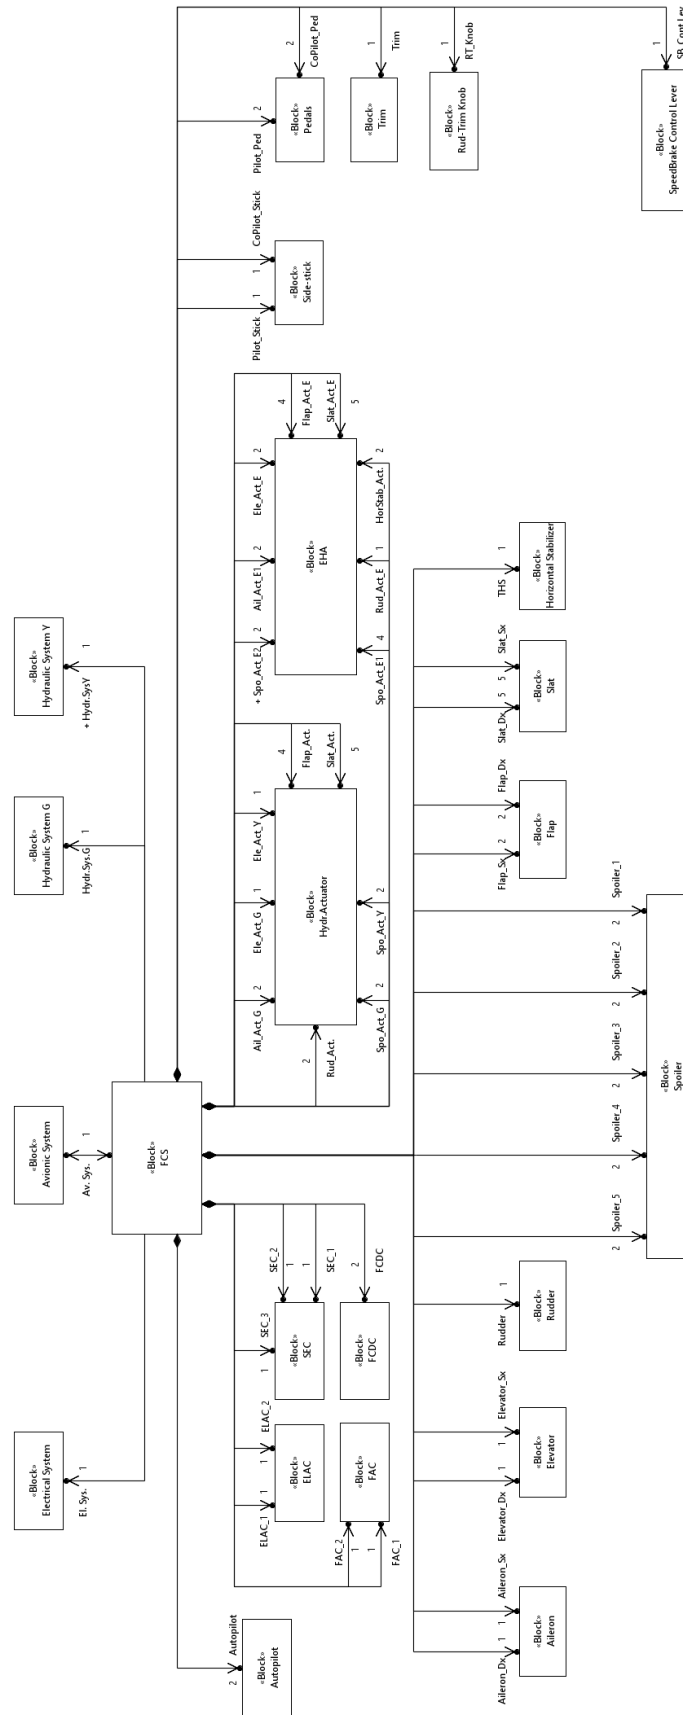 «Block»
Electrical System
«Block»
Avionic System
«Block»
Hydraulic System G
«Block»
Hydraulic System Y
El. Sys.
1
Av. Sys.
1
Hydr.Sys.G
1
+ Hydr.SysY
1
«Block»
FCS
Autopilot
2
«Block»
Autopilot
ELAC_1
1
ELAC_2
1
SEC_3
1
SEC_2
1
SEC_1
1
FCDC
2
«Block»
ELAC
«Block»
SEC
FAC_2
1
FAC_1
1
«Block»
FAC
«Block»
FCDC
Ail_Act_G
2
Ele_Act_G
1
Ele_Act_Y
1
Flap_Act.
4
Slat_Act.
5
«Block»
Hydr.Actuator
Rud_Act.
2
Spo_Act_G
2
Spo_Act_Y
2
+ Spo_Act_E2
2
Ail_Act_E1
2
Ele_Act_E
2
Flap_Act_E
4
Slat_Act_E
5
«Block»
EHA
Spo_Act_E1
4
Rud_Act_E
1
HorStab_Act.
2
Pilot_Stick
1
CoPilot_Stick
1
«Block»
Side-stick
Pilot_Ped
2
CoPilot_Ped
2
«Block»
Pedals
Trim
1
«Block»
Trim
RT_Knob
1
«Block»
Rud-Trim Knob
SB_Cont.Lev
1
«Block»
SpeedBrake Control Lever
Aileron_Dx
1
Aileron_Sx
1
«Block»
Aileron
Elevator_Dx
1
Elevator_Sx
1
«Block»
Elevator
Rudder
1
«Block»
Rudder
Flap_Sx
2
Flap_Dx
2
«Block»
Flap
Slat_Dx
5
Slat_Sx
5
«Block»
Slat
THS
1
«Block»
Horizontal Stabilizer
Spoiler_5
2
Spoiler_4
2
Spoiler_3
2
Spoiler_2
2
Spoiler_1
2
«Block»
Spoiler